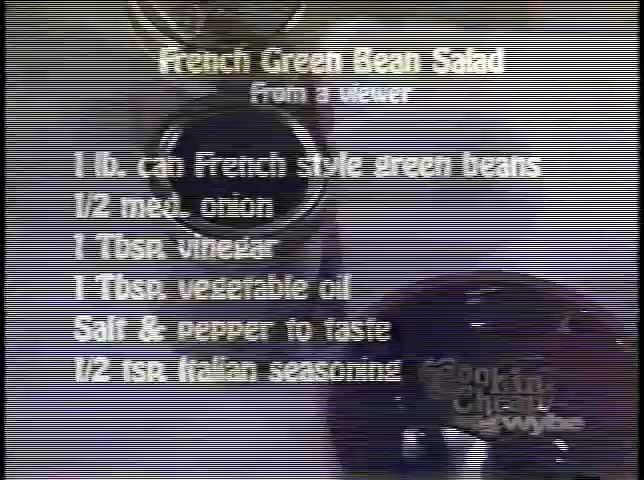 French Green Bean Salad
From a viewer
1 lb. can French style green beans
1/2 med. onion
1 Tbsp. vinegar
1 Tbsp. vegetable oil
Salt & pepper to taste
1/2 tsp. Italian seasoning
Cookin'
Cheap
wybe